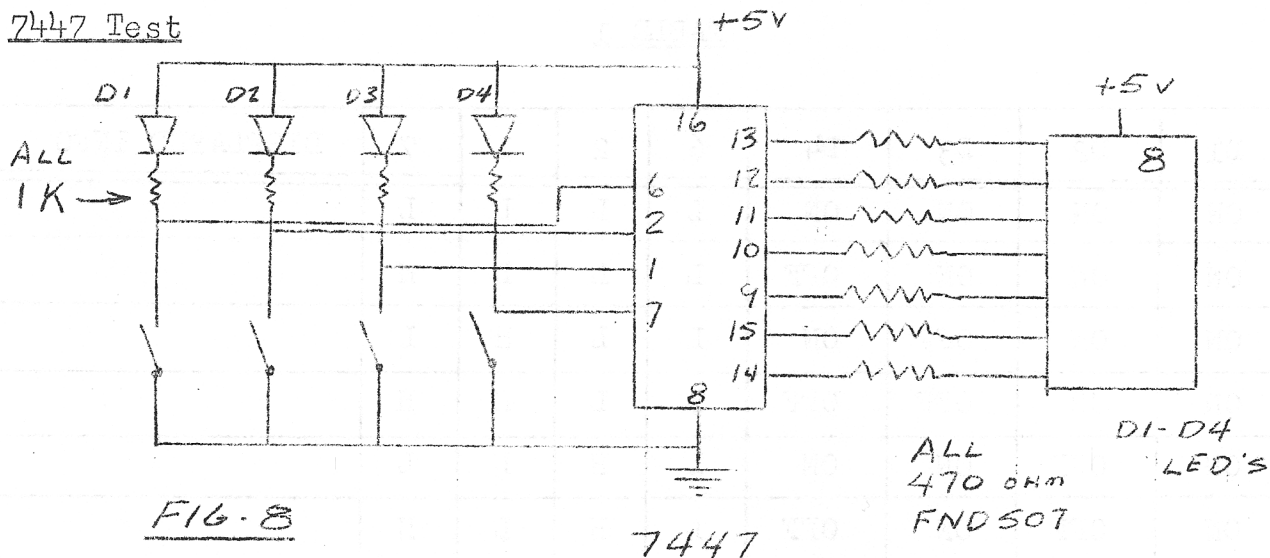 7447 Test
+5V
D1 D2 D3 D4
+5V
ALL
1K
16
13
8
12
6
11
2
10
1
9
7
15
14
8
D1-D4
LED'S
ALL
470 OHM
FND507
FIG. 8
7447